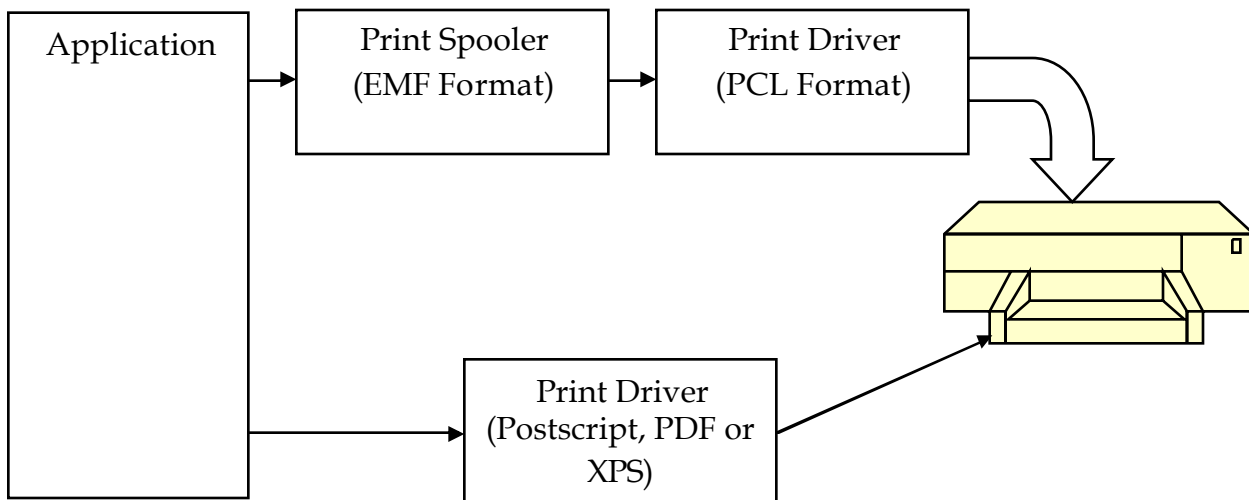 Application
Print Spooler
(EMF Format)
Print Driver
(PCL Format)
Print Driver
(Postscript, PDF or
XPS)